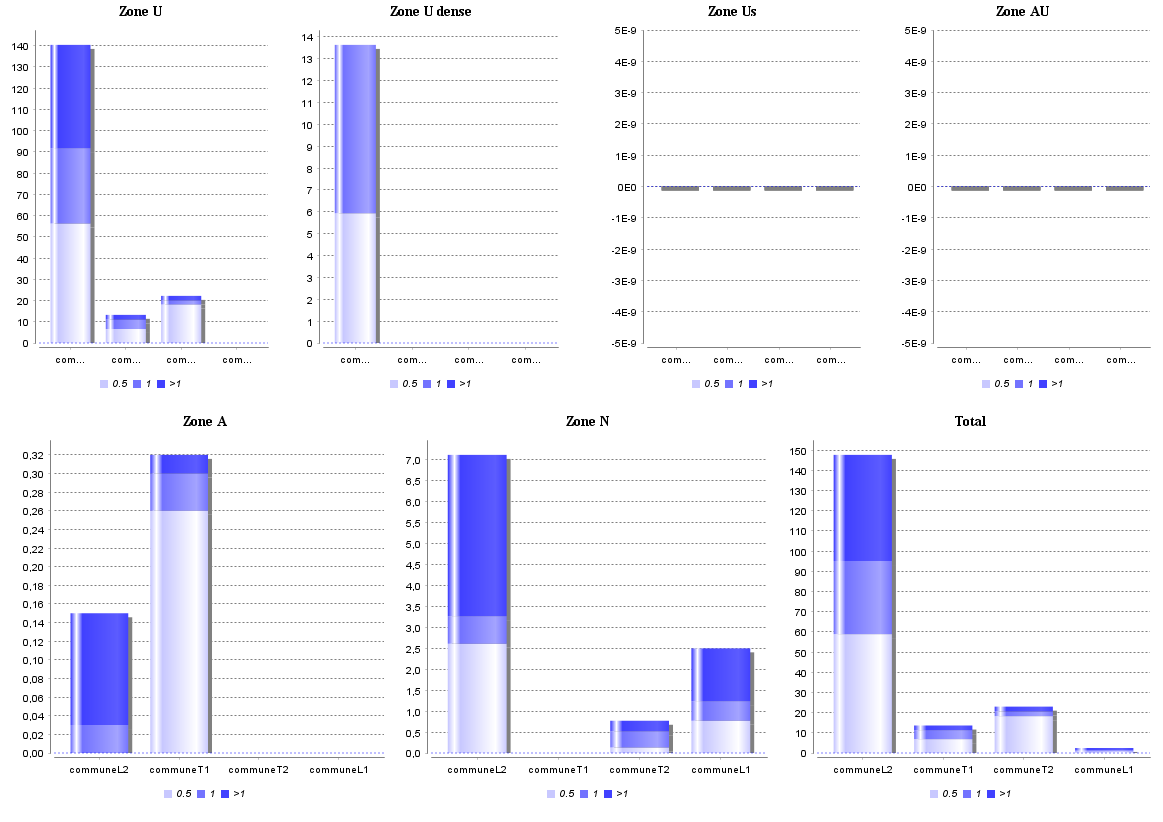 Zone U
140
130
120
110
100
90
80
70
60
50
40
30
20
10
0
com... com... com... com...
0.5 1 >1
Zone U dense
14
13
12
11
10
9
8
7
6
5
4
3
2
1
0
com... com... com... com...
0.5 1 >1
Zone Us
5E-9
4E-9
3E-9
2E-9
1E-9
0E0
-1E-9
-2E-9
-3E-9
-4E-9
-5E-9
com... com... com... com...
0.5 1 >1
Zone AU
5E-9
4E-9
3E-9
2E-9
1E-9
0E0
-1E-9
-2E-9
-3E-9
-4E-9
-5E-9
com... com... com... com...
0.5 1 >1
Zone A
0,32
0,30
0,28
0,26
0,24
0,22
0,20
0,18
0,16
0,14
0,12
0,10
0,08
0,06
0,04
0,02
0,00
communeL2 communeT1 communeT2 communeL1
0.5 1 >1
Zone N
7,0
6,5
6,0
5,5
5,0
4,5
4,0
3,5
3,0
2,5
2,0
1,5
1,0
0,5
0,0
communeL2 communeT1 communeT2 communeL1
0.5 1 >1
Total
150
140
130
120
110
100
90
80
70
60
50
40
30
20
10
0
communeL2 communeT1 communeT2 communeL1
0.5 1 >1